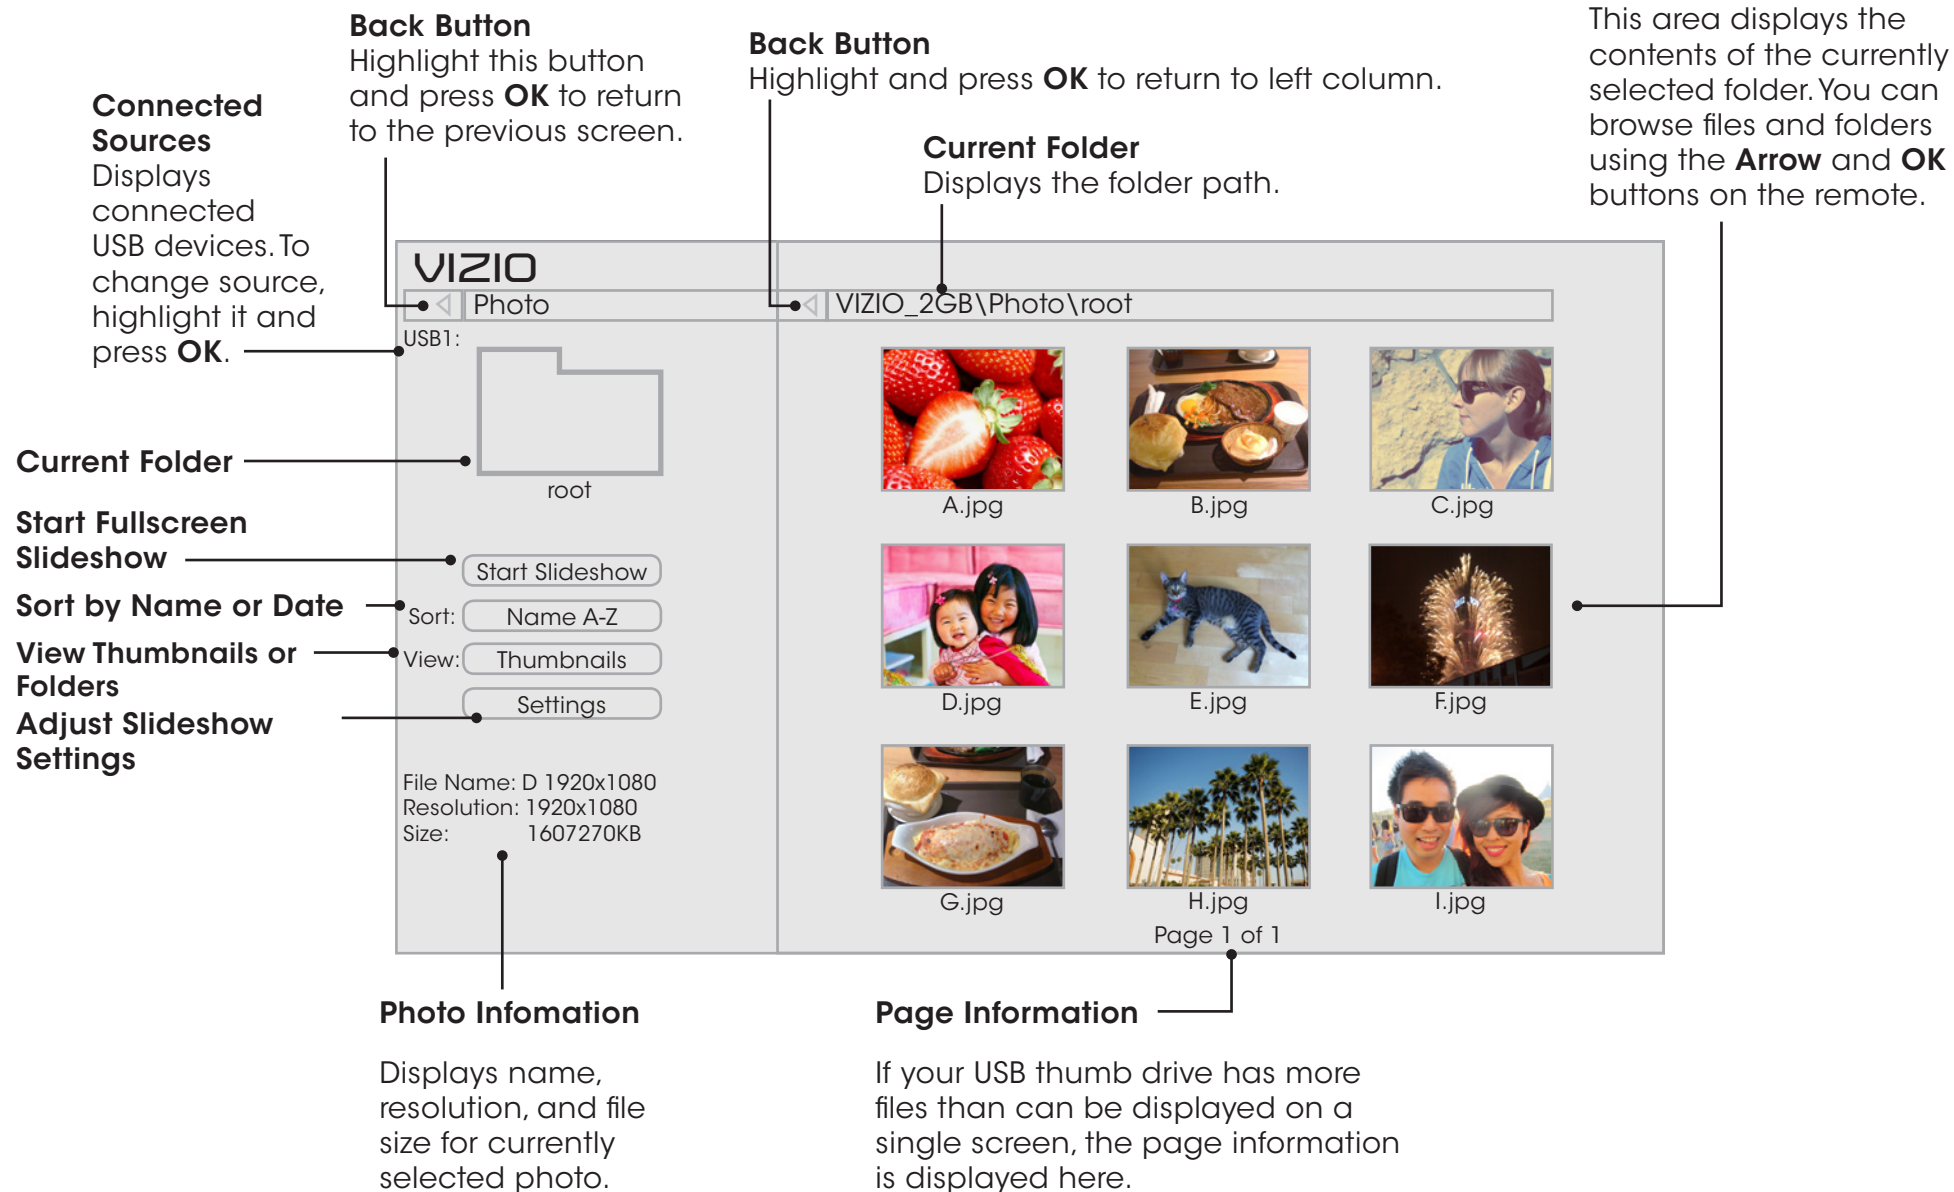 Back Button
Highlight this button
and press OK to return
to the previous screen.
Back Button
Highlight and press OK to return to left column.
This area displays the
contents of the currently
selected folder. You can
browse files and folders
using the Arrow and OK
buttons on the remote.
Connected
Sources
Displays
connected
USB devices. To
change source,
highlight it and
press OK.
Current Folder
Displays the folder path.
VIZIO
Photo
VIZIO_2GB\Photo\root
USB1:
root
Current Folder
Start Fullscreen
Slideshow
Start Slideshow
Sort by Name or Date
Sort: Name A-Z
View Thumbnails or
Folders
View: Thumbnails
Adjust Slideshow
Settings
Settings
File Name: D 1920x1080
Resolution: 1920x1080
Size: 1607270KB
A.jpg
B.jpg
C.jpg
D.jpg
E.jpg
F.jpg
G.jpg
H.jpg
I.jpg
Page 1 of 1
Photo Infomation
Displays name,
resolution, and file
size for currently
selected photo.
Page Information
If your USB thumb drive has more
files than can be displayed on a
single screen, the page information
is displayed here.